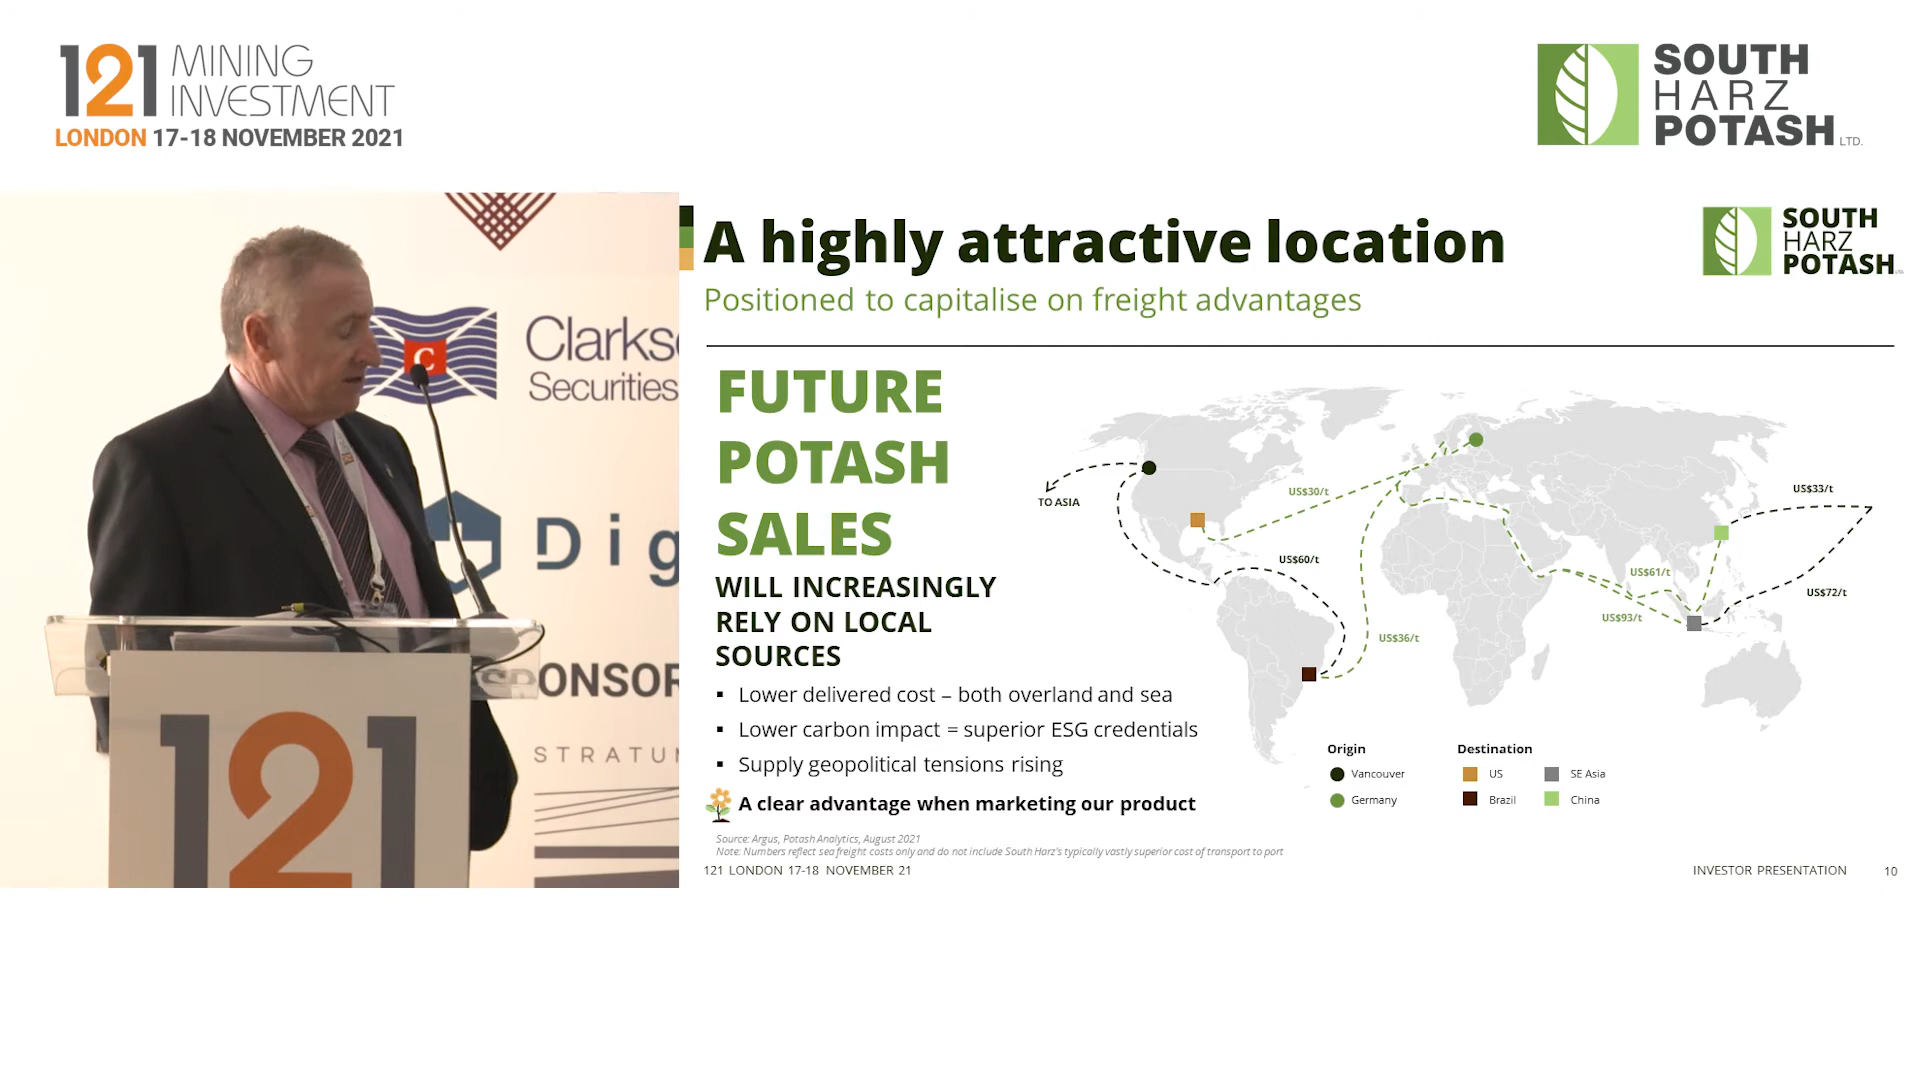 121 MINING
INVESTMENT
LONDON 17-18 NOVEMBER 2021
SOUTH
HARZ
POTASH LTD.
Clarks
Securities
C
Dig
ONSOR
STRATU
121
A highly attractive location
Positioned to capitalise on freight advantages
SOUTH
HARZ
POTASH
FUTURE
POTASH
SALES
WILL INCREASINGLY
RELY ON LOCAL
SOURCES
▪ Lower delivered cost – both overland and sea
▪ Lower carbon impact = superior ESG credentials
▪ Supply geopolitical tensions rising
A clear advantage when marketing our product
TO ASIA
US$30/t
US$60/t
US$36/t
US$33/t
US$61/t
US$72/t
US$93/t
Origin
Vancouver
Germany
Destination
US
SE Asia
Brazil
China
Source: Argus, Potash Analytics, August 2021
Note: Numbers reflect sea freight costs only and do not include South Harz's typically vastly superior cost of transport to port
121 LONDON 17-18 NOVEMBER 21
INVESTOR PRESENTATION 10